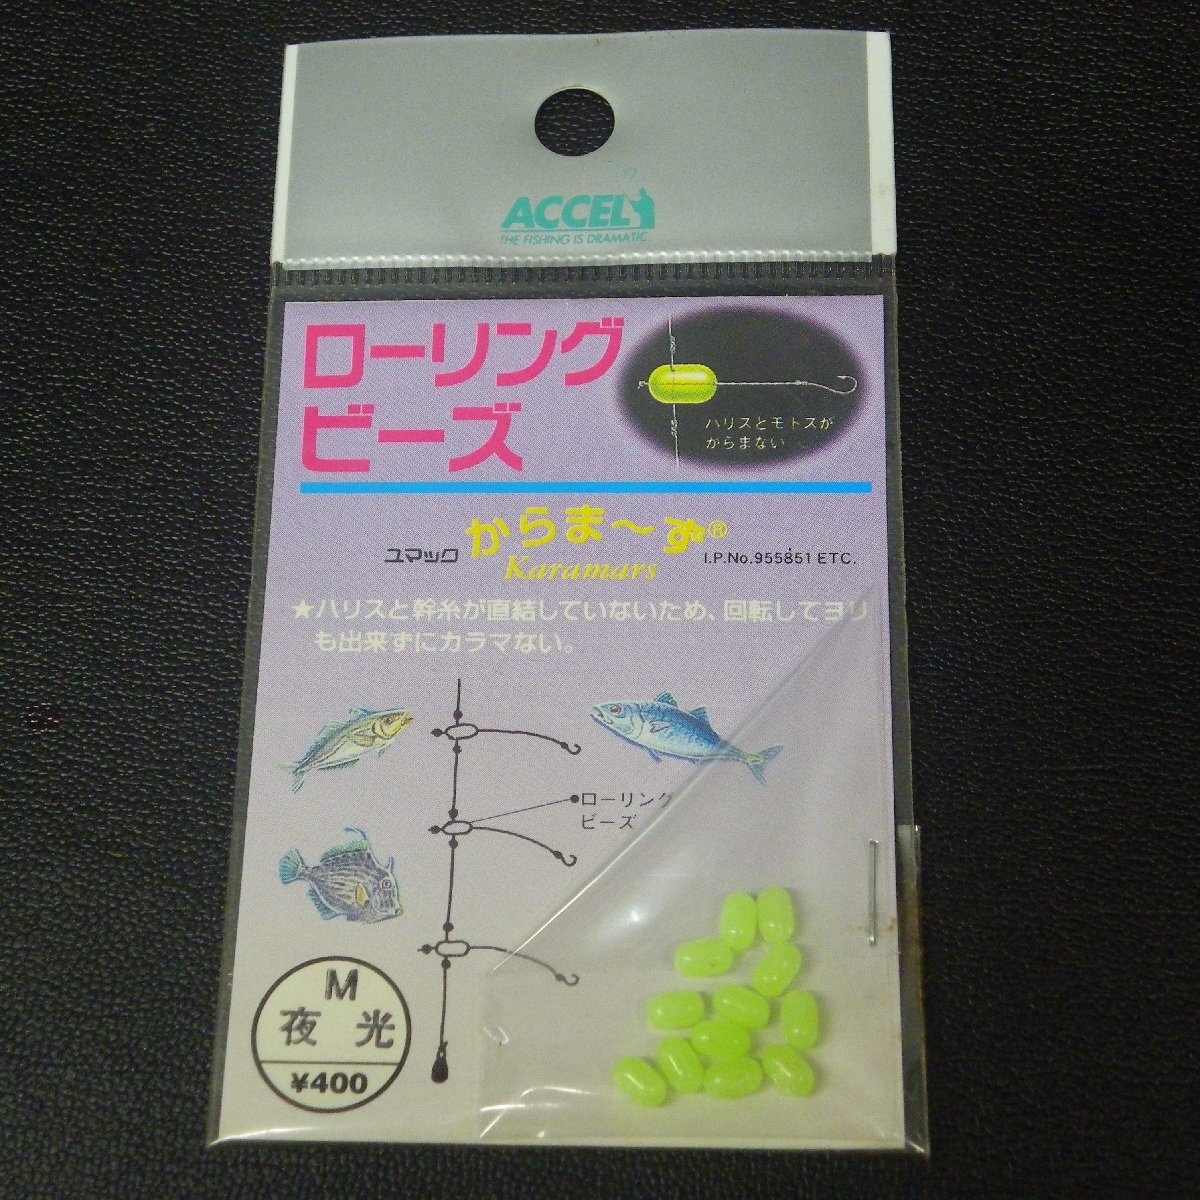 ACCEL
THE FISHING IS DRAMATIC
ローリング
ビーズ
ハリスとモトスが
からまない
ユマック からま～ず® I.P.No.955851 ETC.
Karamars
★ハリスと幹糸が直結していないため、回転してヨリ
も出来ずにカラマない。
●ローリング
ビーズ
M
夜 光
¥400